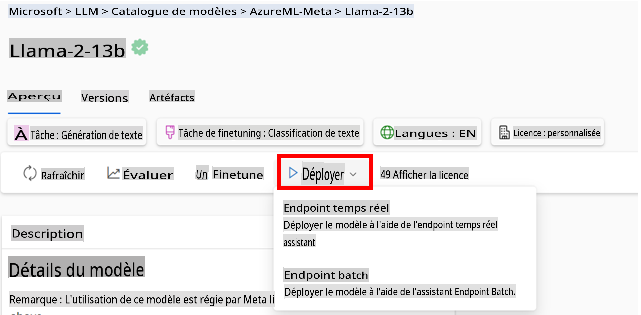 Microsoft > LLM > Catalogue de modèles > AzureML-Meta > Llama-2-13b
Llama-2-13b
Aperçu Versions Artéfacts
À Tâche : Génération de texte Tâche de finetuning : Classification de texte Langues : EN Licence : personnalisée
Rafraîchir Évaluer Un Finetune Déployer 49 Afficher la licence
Endpoint temps réel
Déployer le modèle à l'aide de l'endpoint temps réel
assistant
Endpoint batch
Déployer le modèle à l'aide de l'assistant Endpoint Batch.
Description
Détails du modèle
Remarque : L'utilisation de ce modèle est régie par Meta li